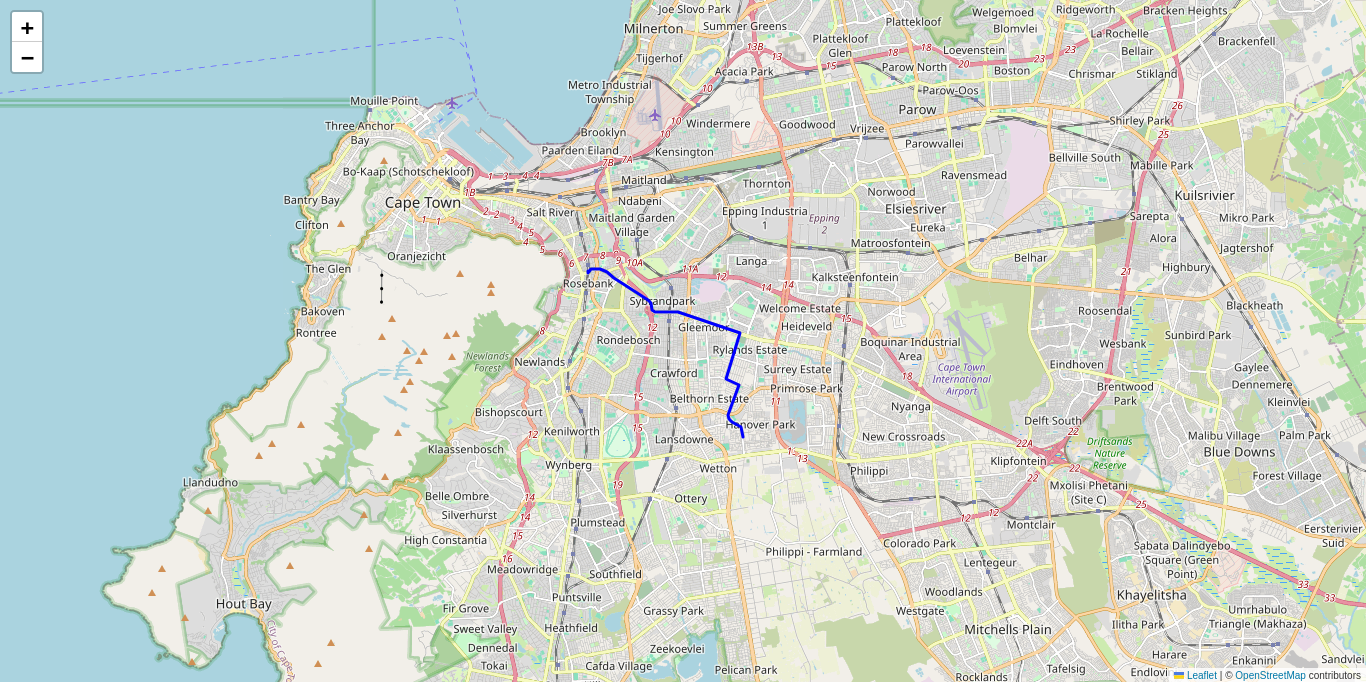 +
−
Joe Slovo Park
Summer Greens
Milnerton
Plattekloof
Welgemoed
Blomvlei
Ridgeworth
Bracken Heights
La Rochelle
Bellair
Brackenfell
Plattekloof
Glen
Loevenstein
Tijgerhof
13B
13
15
18
18
20
23
23
Acacia Park
Parow North
Boston
Chrismar
Stikland
Metro Industrial
Township
10
Parow-Oos
Parow
26
Mouille Point
Three Anchor
Bay
Brooklyn
10
10
Windermere
Goodwood
Vrijzee
Shirley Park
25
Paarden Eiland
Kensington
Parowvallei
Bellville South
Mabille Park
7B
7A
Bo-Kaap (Schotschekloof)
1
3
4
4
Maitland
Thornton
Ravensmead
Kuilsrivier
1B
Bantry Bay
Cape Town
Ndabeni
Norwood
Elsiesriver
Salt River
Maitland Garden
Village
Epping Industria
1
Epping
2
Sarepta
Mikro Park
Clifton
1
1
2
2
3
4
5
4
Eureka
Alora
Jagtershof
Oranjezicht
Matroosfontein
Belhar
6
6
7
8
9
10A
11A
12
Langa
Highbury
21
The Glen
Kalksteenfontein
Rosebank
14
14
Bakoven
Sybrandpark
Welcome Estate
15
Roosendal
Blackheath
Rontree
8
12
Gleemoor
Heideveld
Sunbird Park
Rondebosch
Boquinar Industrial
Area
Wesbank
Newlands
Forest
Newlands
Rylands Estate
Eindhoven
Gaylee
Crawford
Surrey Estate
18
Cape Town
International
Airport
Dennemere
Primrose Park
Brentwood
Park
Belthorn Estate
15
11
Nyanga
Kleinvlei
Bishopscourt
Hanover Park
Delft South
12
Kenilworth
Lansdowne
New Crossroads
22A
22
Driftsands
Nature
Reserve
Malibu Village
Palm Park
Klaassenbosch
13
Blue Downs
Wynberg
Wetton
Philippi
Klipfontein
22
22
Forest Village
Llandudno
19
Mxolisi Phetani
(Site C)
Belle Ombre
14
Ottery
25
Silverhurst
14
Plumstead
12
12
Montclair
Eersterivier
Suid
High Constantia
15
Colorado Park
Sabata Dalindyebo
Square (Green
Point)
Philippi - Farmland
16
Meadowridge
Lentegeur
Southfield
33
33
Hout Bay
Puntsville
Woodlands
Khayelitsha
Fir Grove
Grassy Park
Westgate
Umrhabulo
Triangle (Makhaza)
Sweet Valley
Heathfield
Ilitha Park
Mitchells Plain
Dennedal
Zeekoevlei
Harare
Enkanini
Tokai
Cafda Village
Pelican Park
Tafelsig
Rocklands
Leaflet | © OpenStreetMap contributors